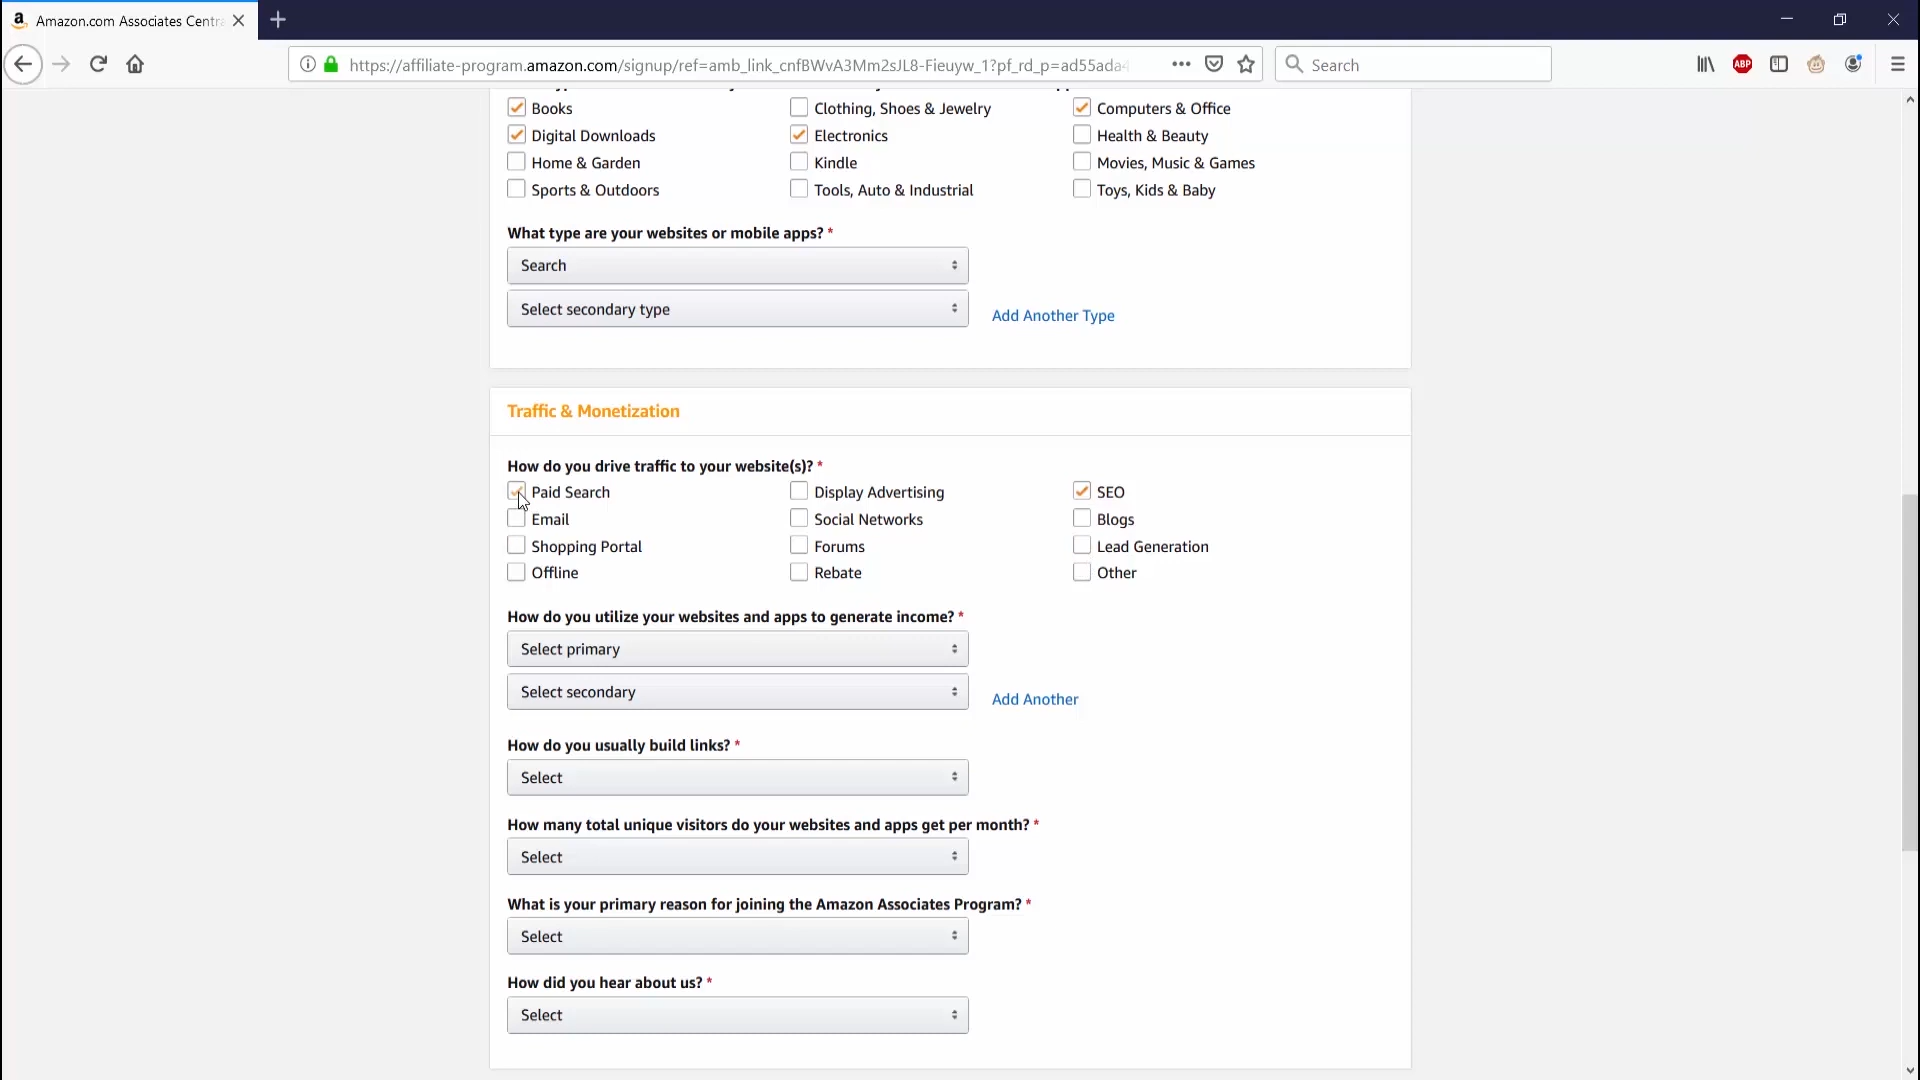 Amazon.com Associates Centra
https://affiliate-program.amazon.com/signup/ref=amb_link_cnfBWvA3Mm2sJL8-Fieuyw_1?pf_rd_p=ad55ada4
Search
ABP
Books
Clothing, Shoes & Jewelry
Computers & Office
Digital Downloads
Electronics
Health & Beauty
Home & Garden
Kindle
Movies, Music & Games
Sports & Outdoors
Tools, Auto & Industrial
Toys, Kids & Baby
What type are your websites or mobile apps? *
Search
Select secondary type
Add Another Type
Traffic & Monetization
How do you drive traffic to your website(s)? *
Paid Search
Display Advertising
SEO
Email
Social Networks
Blogs
Shopping Portal
Forums
Lead Generation
Offline
Rebate
Other
How do you utilize your websites and apps to generate income? *
Select primary
Select secondary
Add Another
How do you usually build links? *
Select
How many total unique visitors do your websites and apps get per month? *
Select
What is your primary reason for joining the Amazon Associates Program? *
Select
How did you hear about us? *
Select